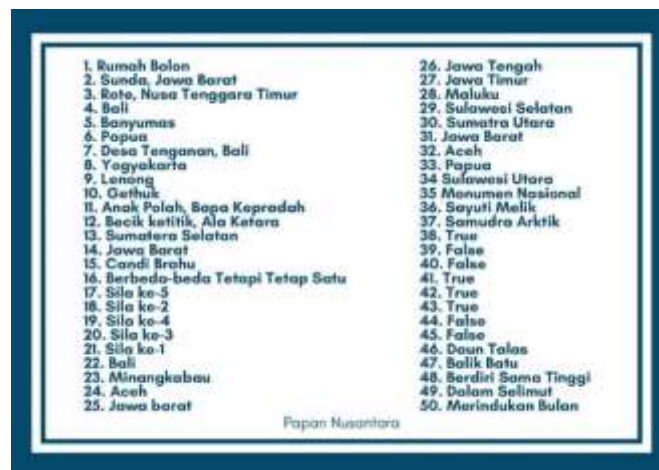 1. Rumah Bolon
2. Sunda, Jawa Barat
3. Rote, Nusa Tenggara Timur
4. Bali
5. Banyumas
6. Papua
7. Desa Tenganan, Bali
8. Yogyakarta
9. Lenong
10. Gethuk
11. Anak Polah, Bapa Kepradah
12. Becik ketitik, Ala Ketara
13. Sumatera Selatan
14. Jawa Barat
15. Candi Brahu
16. Berbeda-beda Tetapi Tetap Satu
17. Sila ke-5
18. Sila ke-2
19. Sila ke-4
20. Sila ke-3
21. Sila ke-1
22. Bali
23. Minangkabau
24. Aceh
25. Jawa barat
26. Jawa Tengah
27. Jawa Timur
28. Maluku
29. Sulawesi Selatan
30. Sumatra Utara
31. Jawa Barat
32. Aceh
33. Papua
34 Sulawesi Utara
35 Monumen Nasional
36. Sayuti Melik
37. Samudra Arktik
38. True
39. False
40. False
41. True
42. True
43. True
44. False
45. False
46. Daun Talas
47. Balik Batu
48. Berdiri Sama Tinggi
49. Dalam Selimut
50. Merindukan Bulan
Papan Nusantara